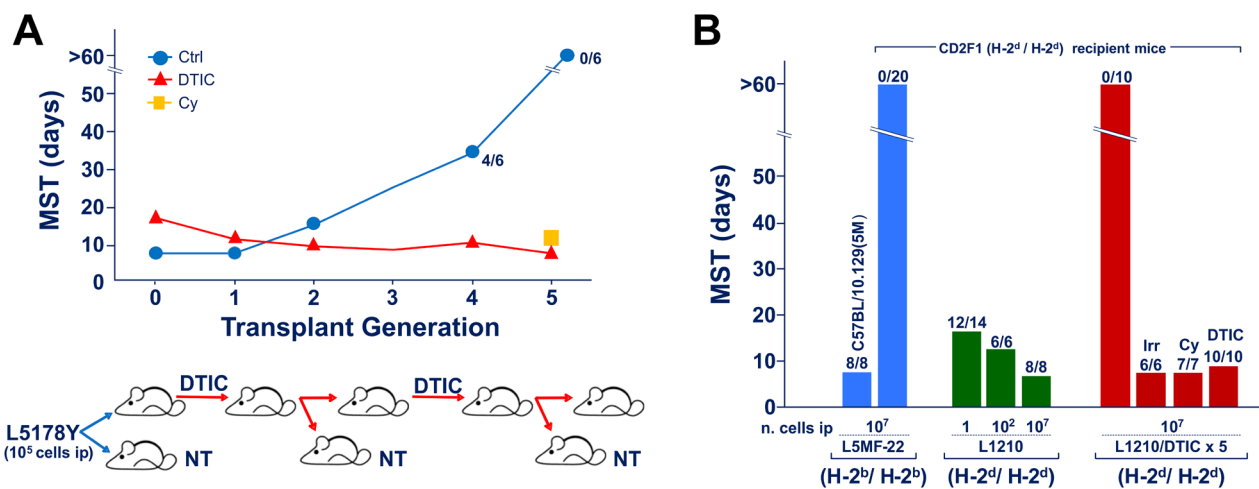 A
MST (days)
>60
50
40
30
20
10
0
Ctrl
DTIC
Cy
0/6
4/6
0 1 2 3 4 5
Transplant Generation
L5178Y
(10⁵ cells ip)
DTIC
DTIC
NT
NT
NT
B
CD2F1 (H-2ᵈ / H-2ᵈ) recipient mice
MST (days)
>60
50
40
30
20
10
0
C57BL/10.129(5M)
8/8
0/20
12/14
6/6
8/8
0/10
Irr
6/6
Cy
7/7
DTIC
10/10
n. cells ip 10⁷ 1 10² 10⁷ 10⁷
L5MF-22 L1210 L1210/DTIC x 5
(H-2ᵇ/ H-2ᵇ) (H-2ᵈ/ H-2ᵈ) (H-2ᵈ/ H-2ᵈ)